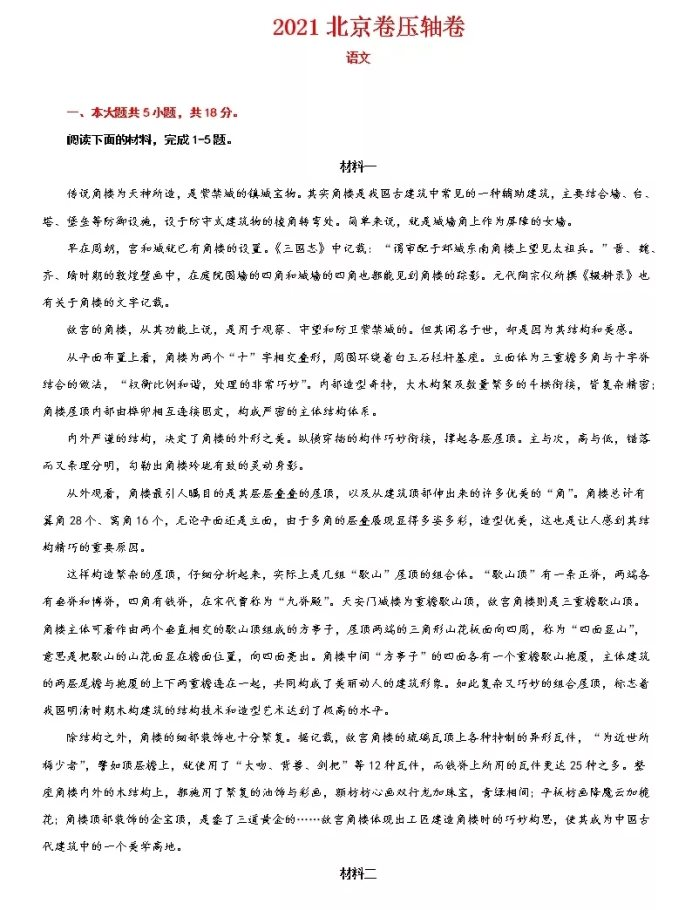 2021 北京卷压轴卷
语文
一、本大题共 5 小题，共 18 分。
阅读下面的材料，完成 1-5 题。
材料一
传说角楼为天神所造，是紫禁城的镇城宝物。其实角楼是我国古建筑中常见的一种辅助建筑，主要结合墙、台、
塔、堡垒等防御设施，设于防守式建筑物的棱角转弯处。简单来说，就是城墙角上作为屏障的女墙。
早在周朝，宫和城就已有角楼的设置。《三国志》中记载：“谓审配于邺城东南角楼上望见太祖兵。”晋、魏、
齐、隋时期的敦煌壁画中，在庭院围墙的四角和城墙的四角也都能见到角楼的踪影。元代陶宗仪所撰《辍耕录》也
有关于角楼的文字记载。
故宫的角楼，从其功能上说，是用于观察、守望和防卫紫禁城的。但其闻名于世，却是因为其结构和美感。
从平面布置上看，角楼为两个“十”字相交叠形，周围环绕着白玉石栏杆基座。立面体为三重檐多角与十字脊
结合的做法，“权衡比例和谐，处理的非常巧妙”。内部造型奇特，大木构架及数量繁多的斗栱衔接，皆复杂精密；
角楼屋顶内部由榫卯相互连接固定，构成严密的主体结构体系。
内外严谨的结构，决定了角楼的外形之美。纵横穿插的构件巧妙衔接，撑起各层屋顶。主与次，高与低，错落
而又条理分明，勾勒出角楼玲珑有致的灵动身影。
从外观看，角楼最引人瞩目的是其层层叠叠的屋顶，以及从建筑顶部伸出来的许多优美的“角”。角楼总计有
翼角 28 个、窝角 16 个，无论平面还是立面，由于多角的层叠展现显得多姿多彩，造型优美，这也是让人感到其结
构精巧的重要原因。
这样构造繁杂的屋顶，仔细分析起来，实际上是几组“歇山”屋顶的组合体。“歇山顶”有一条正脊，两端各
有垂脊和博脊，四角有戗脊，在宋代曾称为“九脊殿”。天安门城楼为重檐歇山顶，故宫角楼则是三重檐歇山顶。
角楼主体可看作由两个垂直相交的歇山顶组成的方亭子，屋顶两端的三角形山花板面向四周，称为“四面显山”，
意思是把歇山的山花面显在檐面位置，向四面亮出。角楼中间“方亭子”的四面各有一个重檐歇山抱厦，主体建筑
的两层屋檐与抱厦的上下两重檐连在一起，共同构成了美丽动人的建筑形象。如此复杂又巧妙的组合屋顶，标志着
我国明清时期木构建筑的结构技术和造型艺术达到了极高的水平。
除结构之外，角楼的细部装饰也十分繁复。据记载，故宫角楼的琉璃瓦顶上各种特制的异形瓦件，“为近世所
稀少者”，譬如顶层檐上，就使用了“大吻、背兽、剑把”等 12 种瓦件，而戗脊上所用的瓦件更达 25 种之多。整
座角楼内外的木结构上，都施用了繁复的油饰与彩画，额枋枋心画双行龙加珠宝，青绿相间；平板枋画降魔云加栀
花；角楼顶部装饰的金宝顶，是鎏了三道黄金的……故宫角楼体现出工匠建造角楼时的巧妙构思，使其成为中国古
代建筑中的一个美学高地。
材料二